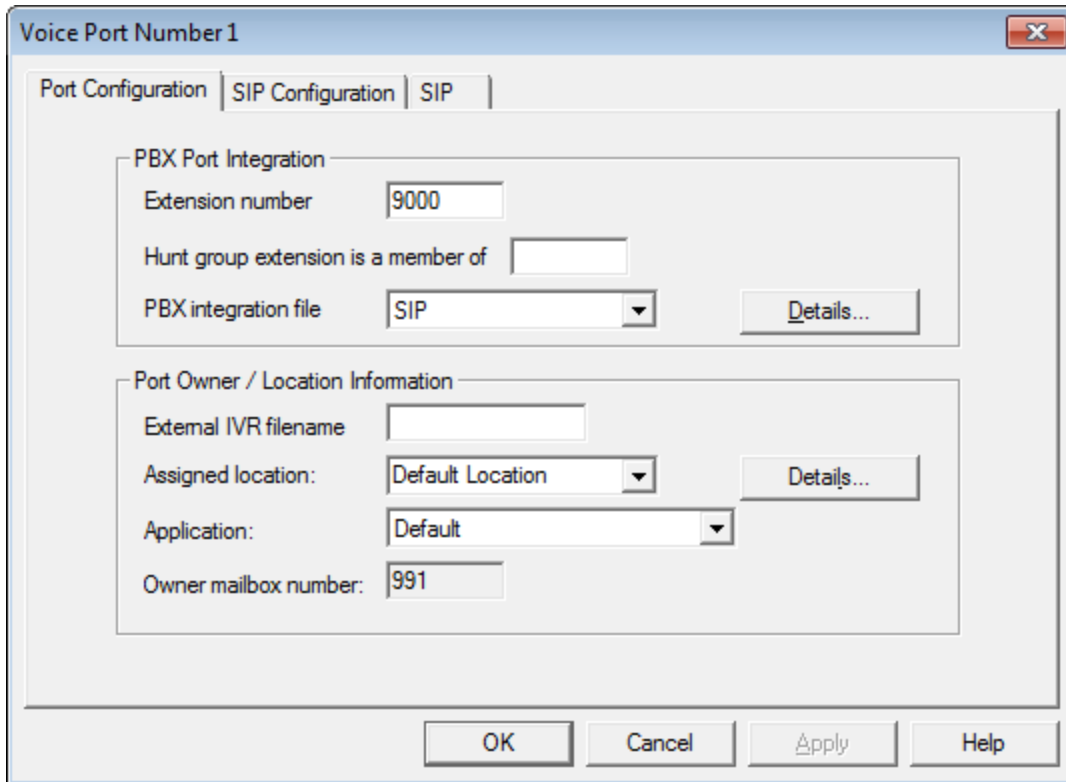 Voice Port Number 1
Port Configuration SIP Configuration SIP
PBX Port Integration
Extension number 9000
Hunt group extension is a member of
PBX integration file SIP Details...
Port Owner / Location Information
External IVR filename
Assigned location: Default Location Details...
Application: Default
Owner mailbox number: 991
OK Cancel Apply Help